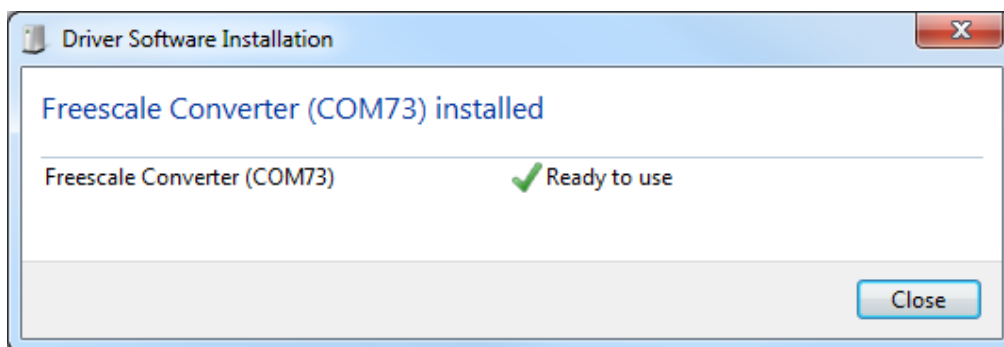 Driver Software Installation
Freescale Converter (COM73) installed
Freescale Converter (COM73) Ready to use
Close